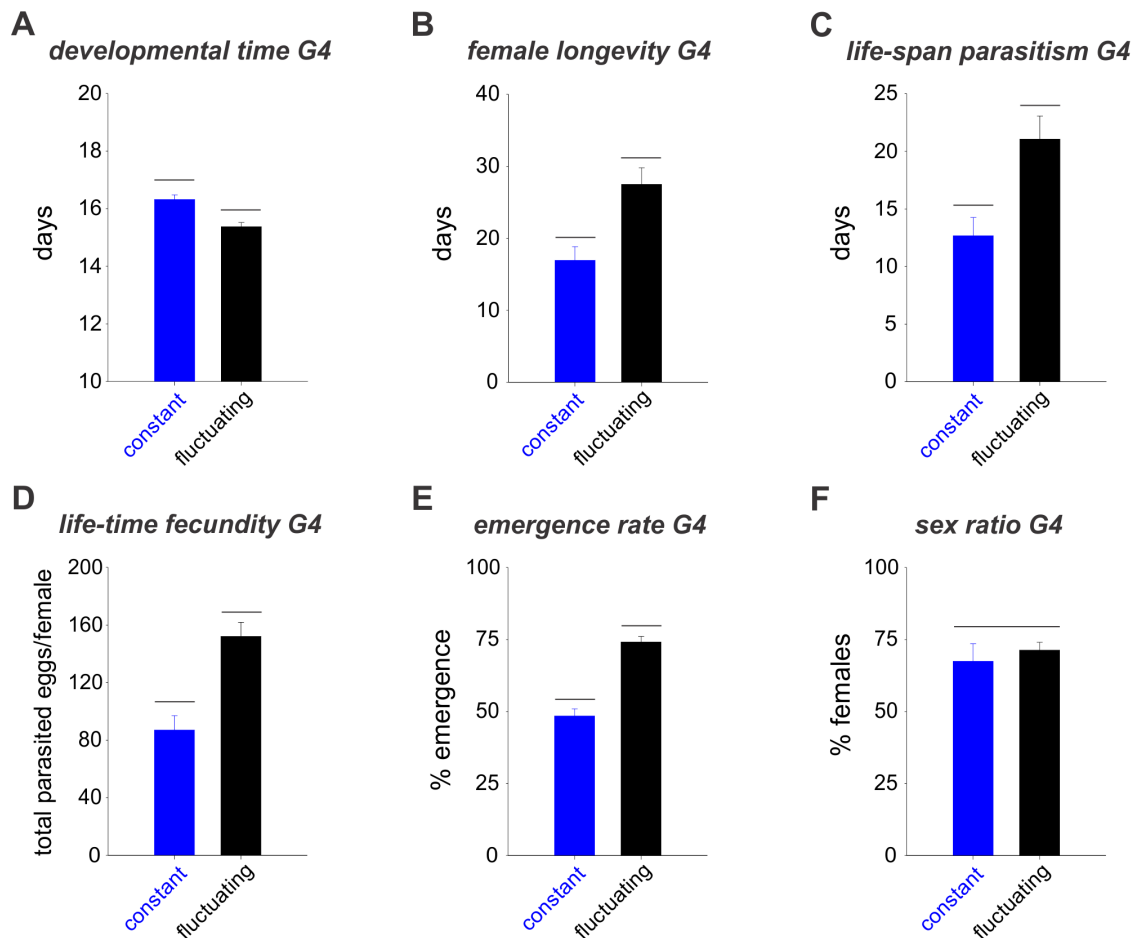 A
developmental time G4
days
20
18
16
14
12
10
constant
fluctuating
B
female longevity G4
days
40
30
20
10
0
constant
fluctuating
C
life-span parasitism G4
days
25
20
15
10
5
0
constant
fluctuating
D
life-time fecundity G4
total parasited eggs/female
200
160
120
80
40
0
constant
fluctuating
E
emergence rate G4
% emergence
100
75
50
25
0
constant
fluctuating
F
sex ratio G4
% females
100
75
50
25
0
constant
fluctuating